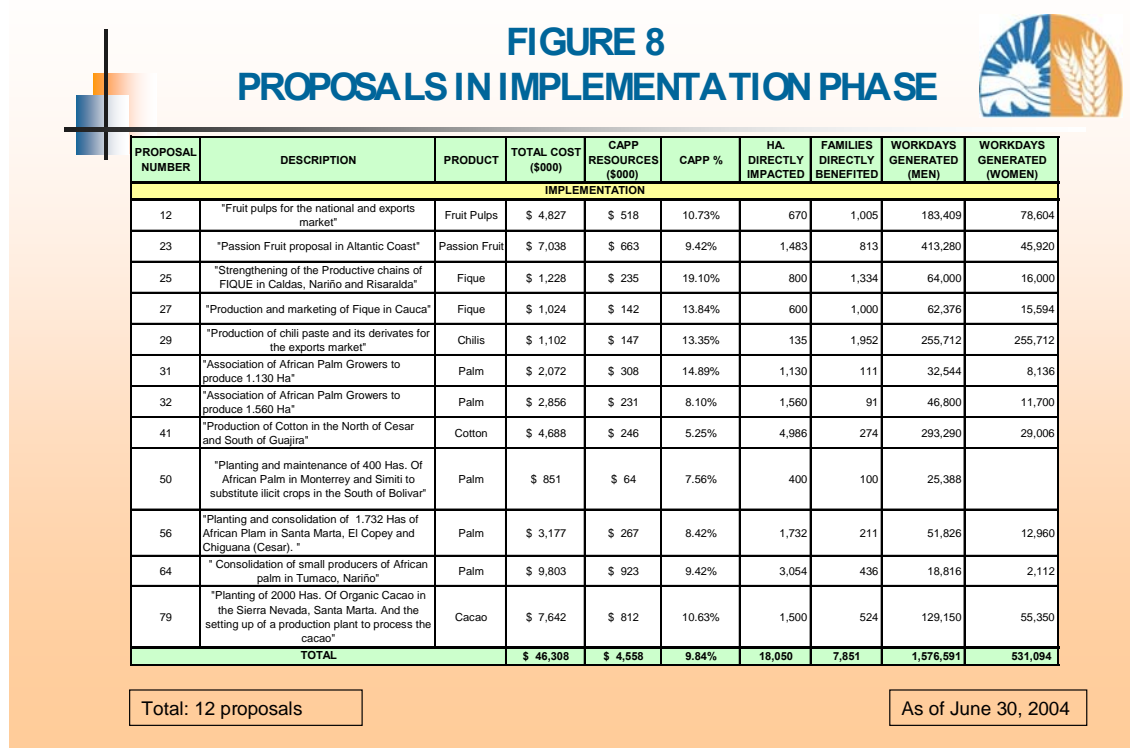 FIGURE 8
PROPOSALS IN IMPLEMENTATION PHASE
PROPOSAL NUMBER DESCRIPTION PRODUCT TOTAL COST ($000) CAPP RESOURCES ($000) CAPP % HA. DIRECTLY IMPACTED FAMILIES DIRECTLY BENEFITED WORKDAYS GENERATED (MEN) WORKDAYS GENERATED (WOMEN)
IMPLEMENTATION
12 "Fruit pulps for the national and exports market" Fruit Pulps $ 4,827 $ 518 10.73% 670 1,005 183,409 78,604
23 "Passion Fruit proposal in Altantic Coast" Passion Fruit $ 7,038 $ 663 9.42% 1,483 813 413,280 45,920
25 "Strengthening of the Productive chains of FIQUE in Caldas, Nariño and Risaralda" Fique $ 1,228 $ 235 19.10% 800 1,334 64,000 16,000
27 "Production and marketing of Fique in Cauca" Fique $ 1,024 $ 142 13.84% 600 1,000 62,376 15,594
29 "Production of chili paste and its derivates for the exports market" Chilis $ 1,102 $ 147 13.35% 135 1,952 255,712 255,712
31 "Association of African Palm Growers to produce 1.130 Ha" Palm $ 2,072 $ 308 14.89% 1,130 111 32,544 8,136
32 "Association of African Palm Growers to produce 1.560 Ha" Palm $ 2,856 $ 231 8.10% 1,560 91 46,800 11,700
41 "Production of Cotton in the North of Cesar and South of Guajira" Cotton $ 4,688 $ 246 5.25% 4,986 274 293,290 29,006
50 "Planting and maintenance of 400 Has. Of African Palm in Monterrey and Simiti to substitute ilicit crops in the South of Bolivar" Palm $ 851 $ 64 7.56% 400 100 25,388
56 "Planting and consolidation of 1.732 Has of African Plam in Santa Marta, El Copey and Chiguana (Cesar). " Palm $ 3,177 $ 267 8.42% 1,732 211 51,826 12,960
64 " Consolidation of small producers of African palm in Tumaco, Nariño" Palm $ 9,803 $ 923 9.42% 3,054 436 18,816 2,112
79 "Planting of 2000 Has. Of Organic Cacao in the Sierra Nevada, Santa Marta. And the setting up of a production plant to process the cacao" Cacao $ 7,642 $ 812 10.63% 1,500 524 129,150 55,350
TOTAL $ 46,308 $ 4,558 9.84% 18,050 7,851 1,576,591 531,094
Total: 12 proposals
As of June 30, 2004